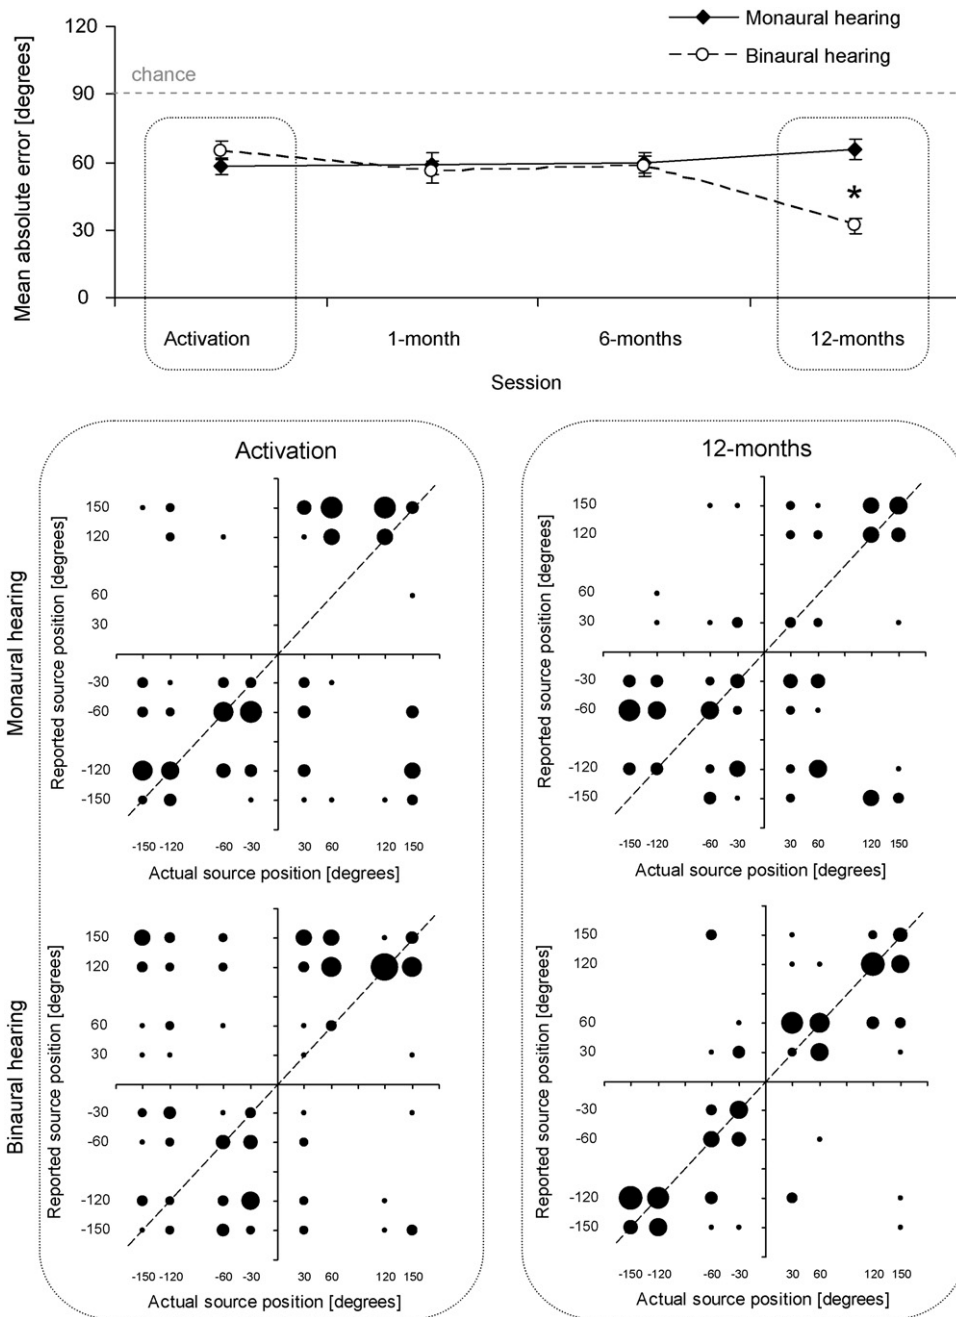 Mean absolute error [degrees]
120
90
60
30
0
chance
Monaural hearing
Binaural hearing
*
Activation 1-month 6-months 12-months
Session
Monaural hearing
Activation
Reported source position [degrees]
150
120
60
30
-30
-60
-120
-150
-150 -120 -60 -30 30 60 120 150
Actual source position [degrees]
12-months
Reported source position [degrees]
150
120
60
30
-30
-60
-120
-150
-150 -120 -60 -30 30 60 120 150
Actual source position [degrees]
Binaural hearing
Reported source position [degrees]
150
120
60
30
-30
-60
-120
-150
-150 -120 -60 -30 30 60 120 150
Actual source position [degrees]
Reported source position [degrees]
150
120
60
30
-30
-60
-120
-150
-150 -120 -60 -30 30 60 120 150
Actual source position [degrees]